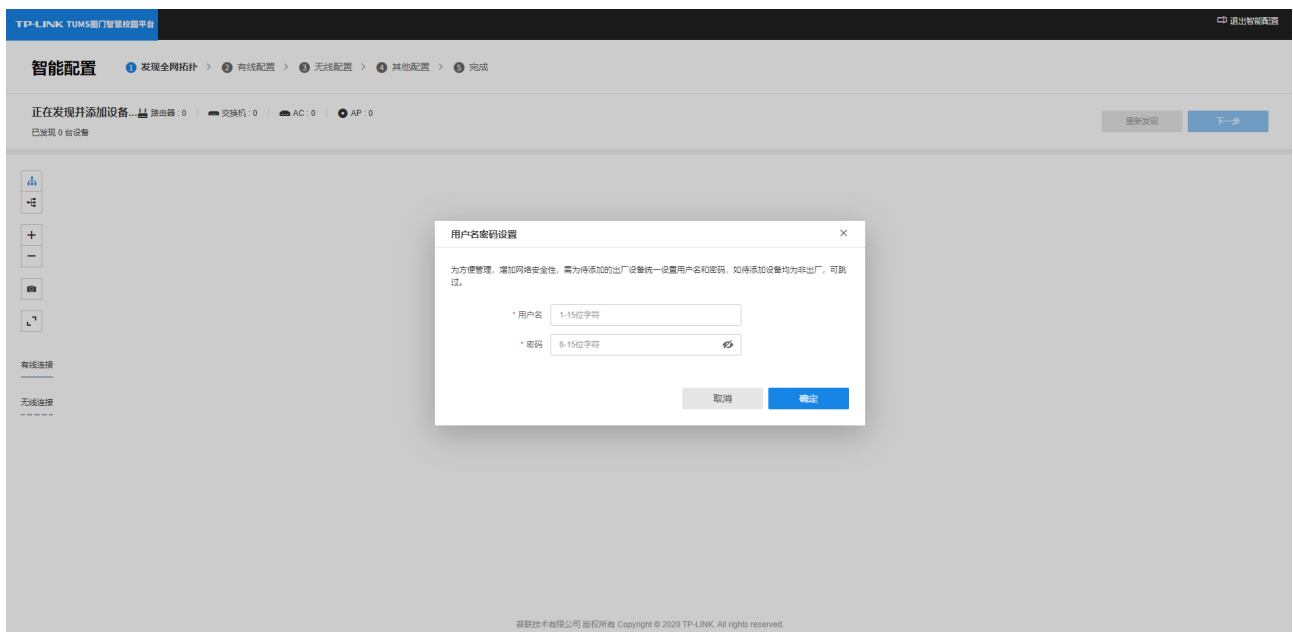 TP-LINK TUMS图门智慧校园平台
退出智能配置
智能配置 1 发现全网拓扑 > 2 有线配置 > 3 无线配置 > 4 其他配置 > 5 完成
正在发现并添加设备... 路由器 : 0 交换机 : 0 AC : 0 AP : 0
已发现 0 台设备
重新发现 下一步
用户名密码设置
为方便管理，增加网络安全性，需为待添加的出厂设备统一设置用户名和密码，如待添加设备均为非出厂，可跳
过。
* 用户名 1-15位字符
* 密码 6-15位字符
取消 确定
有线连接
无线连接
普联技术有限公司 版权所有 Copyright © 2020 TP-LINK. All rights reserved.